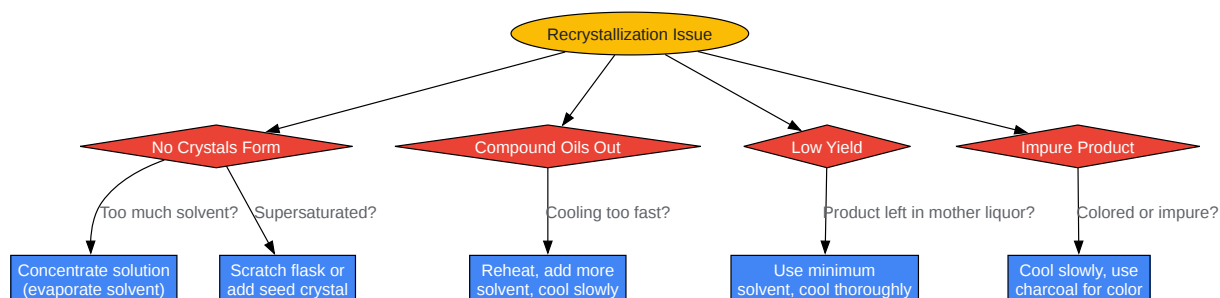 Recrystallization Issue
No Crystals Form
Compound Oils Out
Low Yield
Impure Product
Too much solvent?
Supersaturated?
Cooling too fast?
Product left in mother liquor?
Colored or impure?
Concentrate solution
(evaporate solvent)
Scratch flask or
add seed crystal
Reheat, add more
solvent, cool slowly
Use minimum
solvent, cool thoroughly
Cool slowly, use
charcoal for color